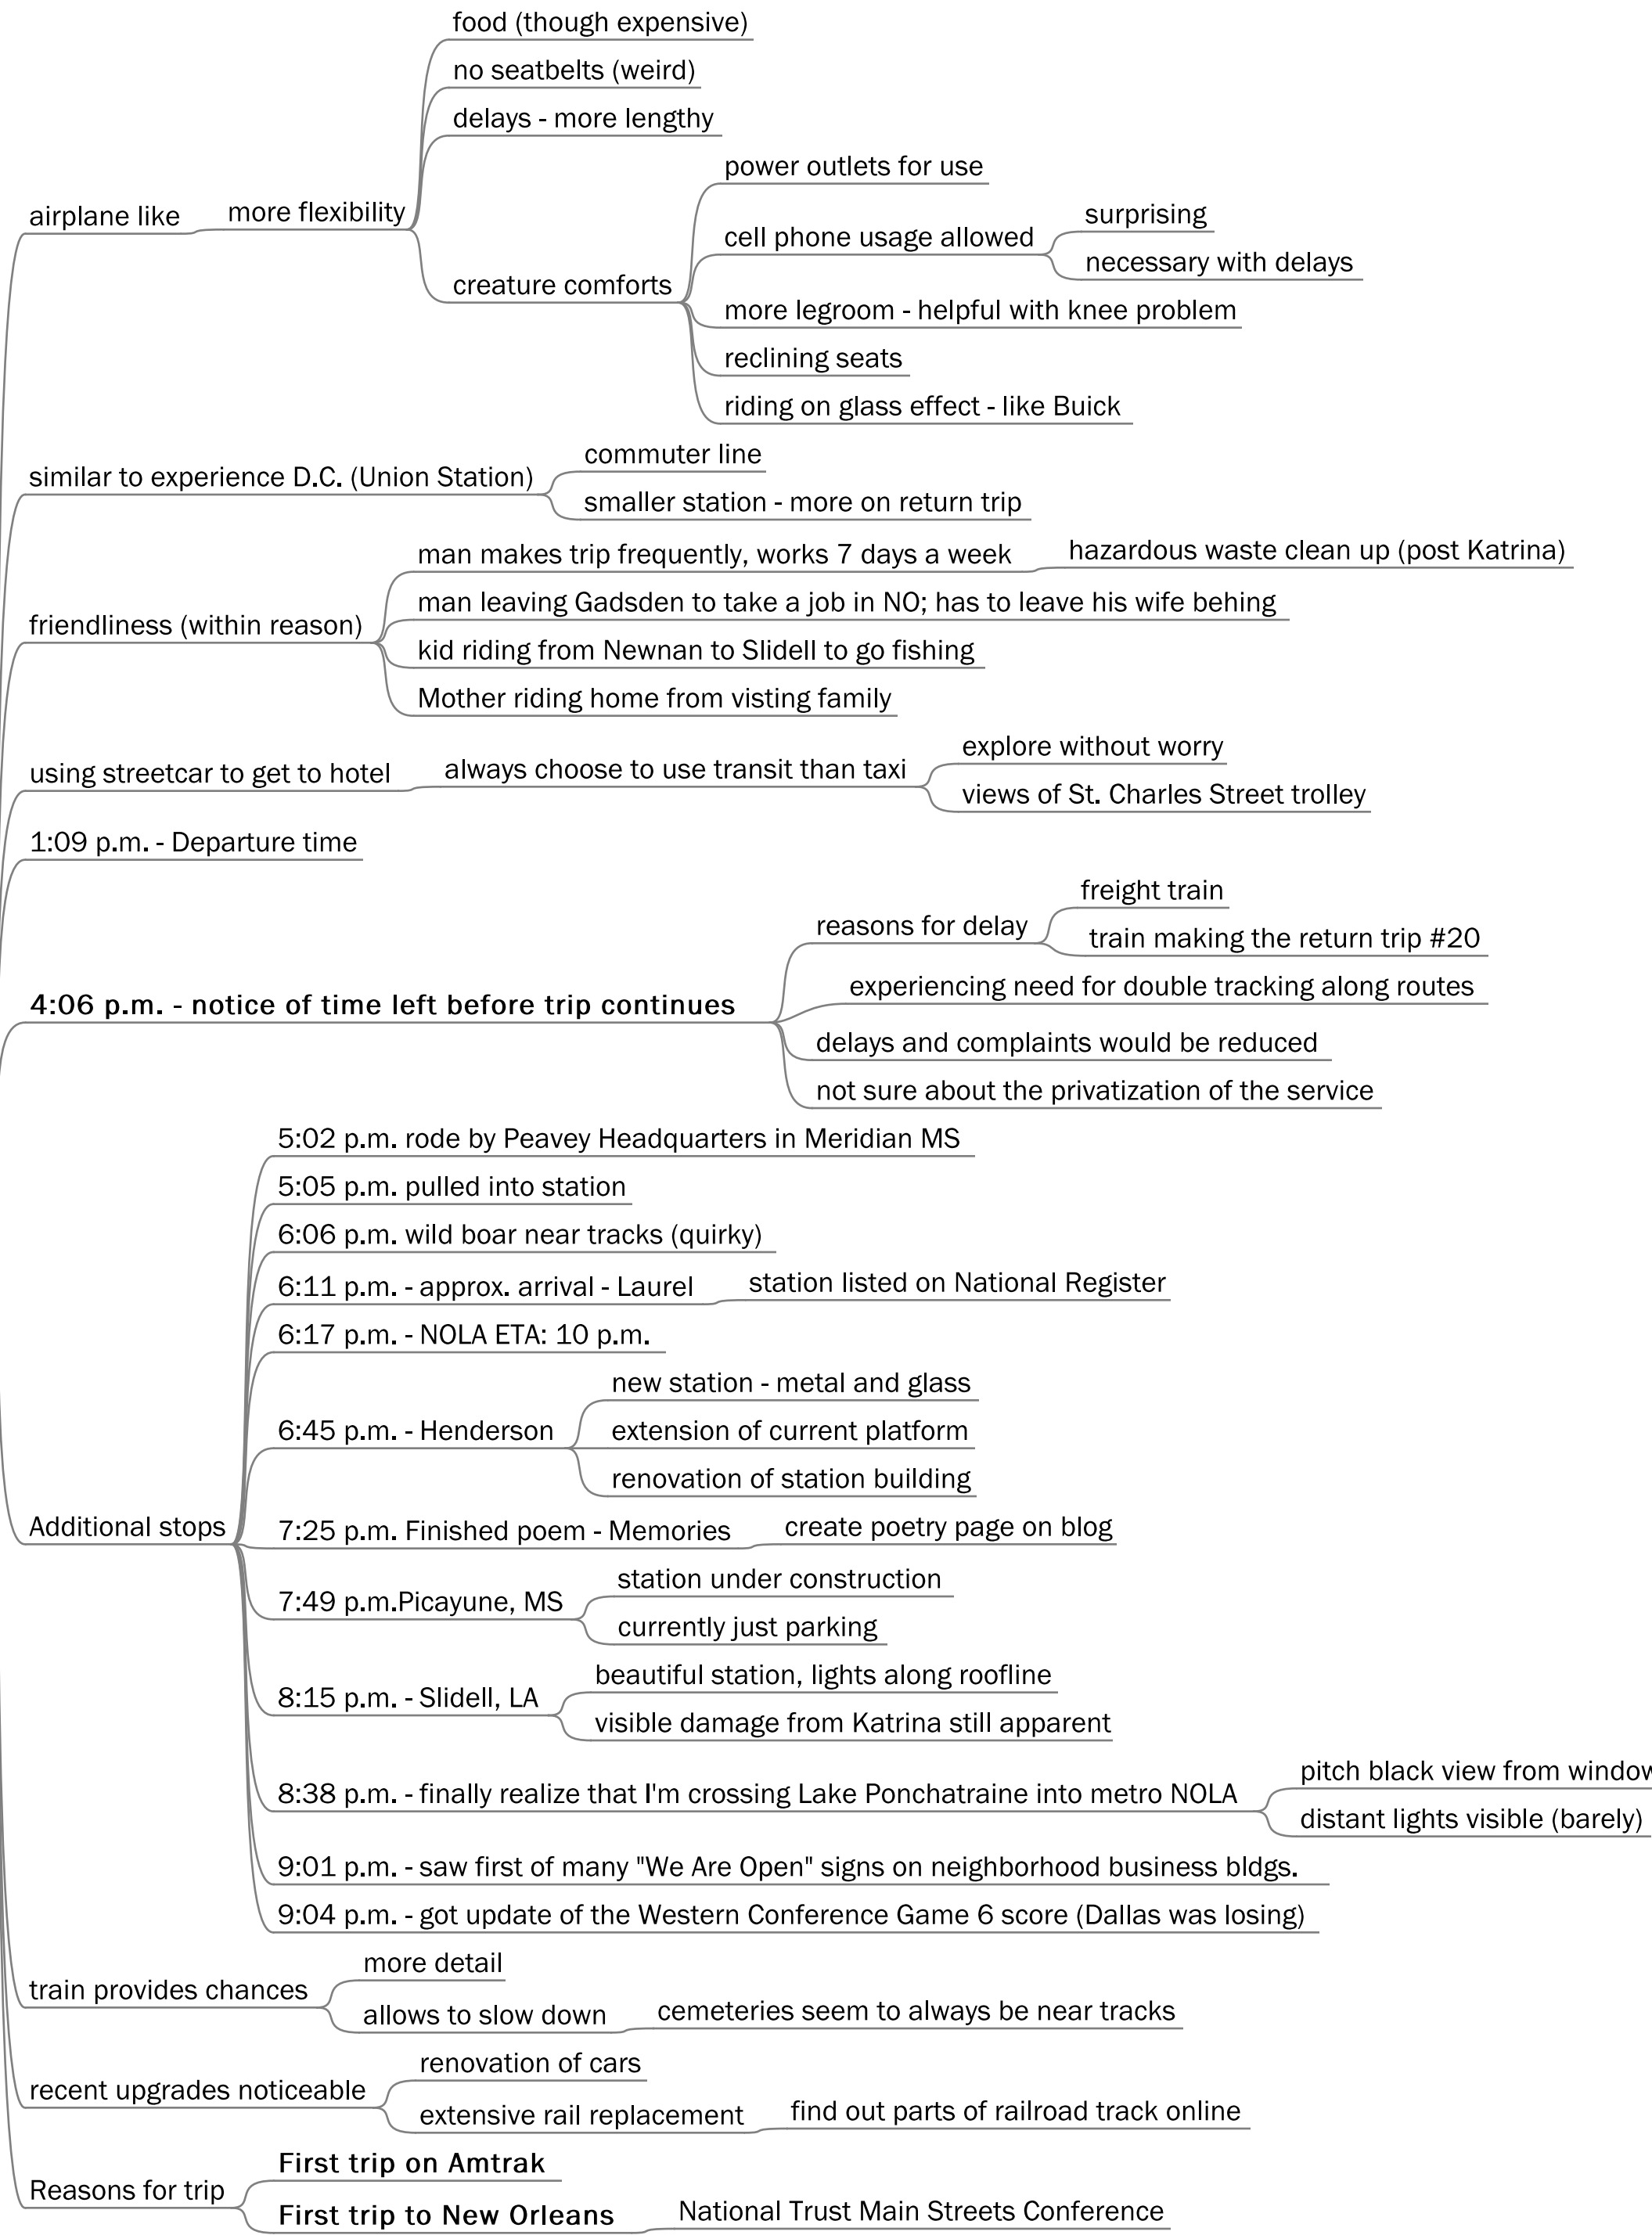 food (though expensive)
no seatbelts (weird)
delays - more lengthy
power outlets for use
airplane like
more flexibility
surprising
cell phone usage allowed
necessary with delays
creature comforts
more legroom - helpful with knee problem
reclining seats
riding on glass effect - like Buick
commuter line
similar to experience D.C. (Union Station)
smaller station - more on return trip
man makes trip frequently, works 7 days a week
hazardous waste clean up (post Katrina)
man leaving Gadsden to take a job in NO; has to leave his wife behing
friendliness (within reason)
kid riding from Newnan to Slidell to go fishing
Mother riding home from visting family
explore without worry
using streetcar to get to hotel
always choose to use transit than taxi
views of St. Charles Street trolley
1:09 p.m. - Departure time
freight train
reasons for delay
train making the return trip #20
4:06 p.m. - notice of time left before trip continues
experiencing need for double tracking along routes
delays and complaints would be reduced
not sure about the privatization of the service
5:02 p.m. rode by Peavey Headquarters in Meridian MS
5:05 p.m. pulled into station
6:06 p.m. wild boar near tracks (quirky)
6:11 p.m. - approx. arrival - Laurel
station listed on National Register
6:17 p.m. - NOLA ETA: 10 p.m.
new station - metal and glass
6:45 p.m. - Henderson
extension of current platform
renovation of station building
Additional stops
7:25 p.m. Finished poem - Memories
create poetry page on blog
station under construction
7:49 p.m.Picayune, MS
currently just parking
beautiful station, lights along roofline
8:15 p.m. - Slidell, LA
visible damage from Katrina still apparent
pitch black view from window
8:38 p.m. - finally realize that I'm crossing Lake Ponchatraine into metro NOLA
distant lights visible (barely)
9:01 p.m. - saw first of many "We Are Open" signs on neighborhood business bldgs.
9:04 p.m. - got update of the Western Conference Game 6 score (Dallas was losing)
more detail
train provides chances
allows to slow down
cemeteries seem to always be near tracks
renovation of cars
recent upgrades noticeable
extensive rail replacement
find out parts of railroad track online
First trip on Amtrak
Reasons for trip
First trip to New Orleans
National Trust Main Streets Conference